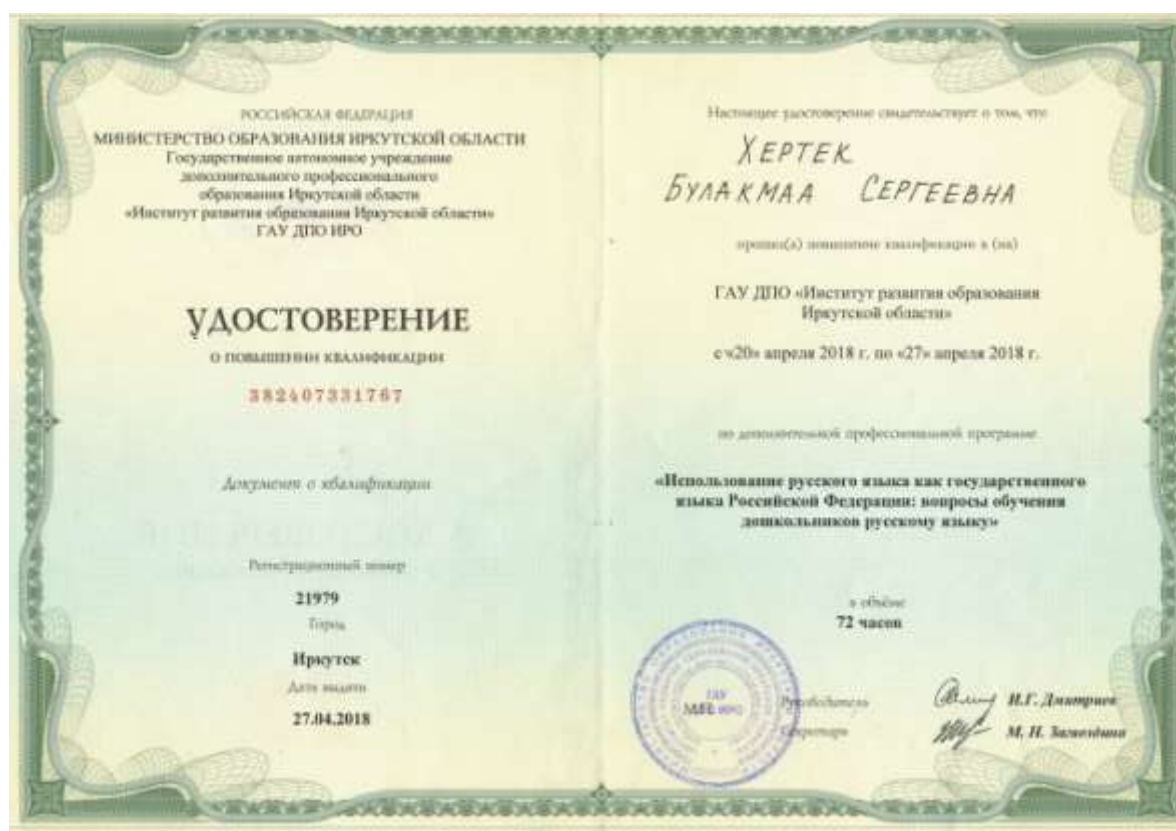 РОССИЙСКАЯ ФЕДЕРАЦИЯ
МИНИСТЕРСТВО ОБРАЗОВАНИЯ ИРКУТСКОЙ ОБЛАСТИ
Государственное автономное учреждение
дополнительного профессионального
образования Иркутской области
«Институт развития образования Иркутской области»
ГАУ ДПО ИРО
УДОСТОВЕРЕНИЕ
О ПОВЫШЕНИИ КВАЛИФИКАЦИИ
382407331767
Документ о квалификации
Регистрационный номер
21979
Город
Иркутск
Дата выдачи
27.04.2018
Настоящее удостоверение свидетельствует о том, что
ХЕРТЕК
БУЛАКМАА СЕРГЕЕВНА
прошел(а) повышение квалификации в (на)
ГАУ ДПО «Институт развития образования
Иркутской области»
с «20» апреля 2018 г. по «27» апреля 2018 г.
по дополнительной профессиональной программе
«Использование русского языка как государственного
языка Российской Федерации: вопросы обучения
дошкольников русскому языку»
в объёме
72 часов
ГАУ
ИРО
Руководитель
И.Г. Дмитриев
Секретарь
М. Н.